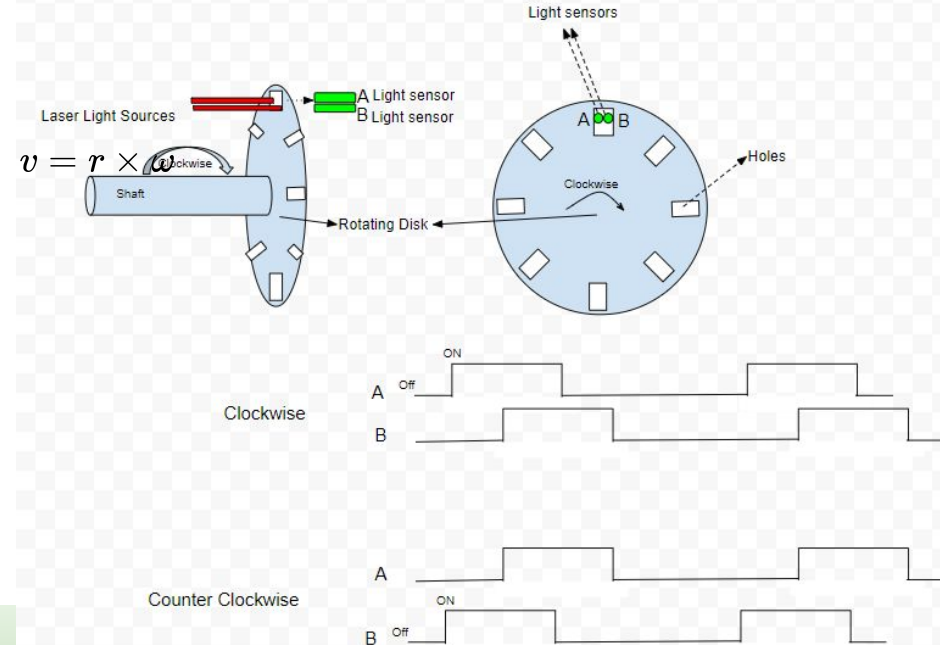 Light sensors
A Light sensor
B Light sensor
Laser Light Sources
A B
v = r × ω
Clockwise
Shaft
Rotating Disk
Clockwise
Holes
ON
A Off
Clockwise
B
A
Counter Clockwise
ON
B Off